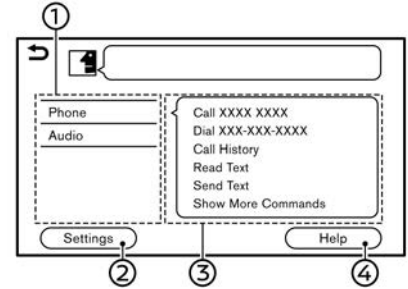 1
Phone
Audio
Call XXXX XXXX
Dial XXX-XXX-XXXX
Call History
Read Text
Send Text
Show More Commands
Settings
Help
2
3
4